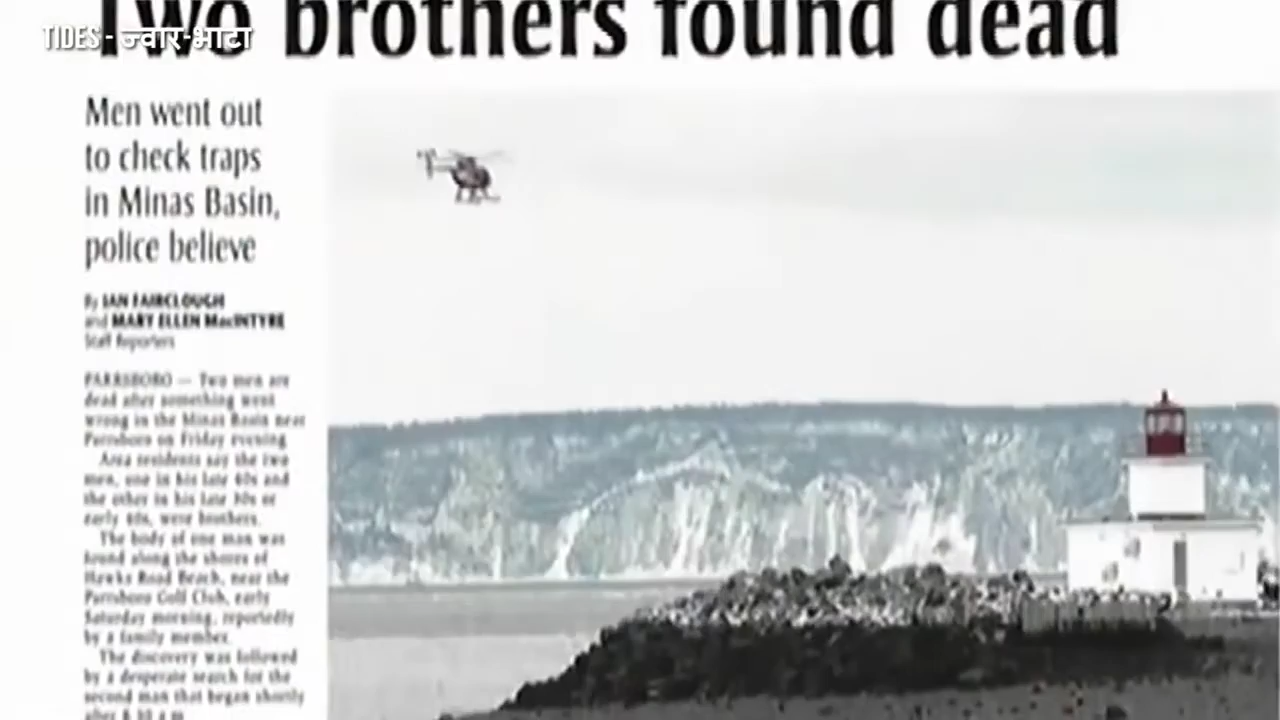 TIDES - ज्वार-भाटा
Two brothers found dead
Men went out
to check traps
in Minas Basin,
police believe
By IAN FAIRCLOUGH
and MARY ELLEN MacINTYRE
Staff Reporters
PARRSBORO — Two men are
dead after something went
wrong in the Minas Basin near
Parrsboro on Friday evening.
Area residents say the two
men, one in his late 60s and
the other in his late 30s or
early 40s, were brothers.
The body of one man was
found along the shores of
Hawks Road Beach, near the
Parrsboro Golf Club, early
Saturday morning, reportedly
by a family member.
The discovery was followed
by a desperate search for the
second man that began shortly
after 8:30 a.m.